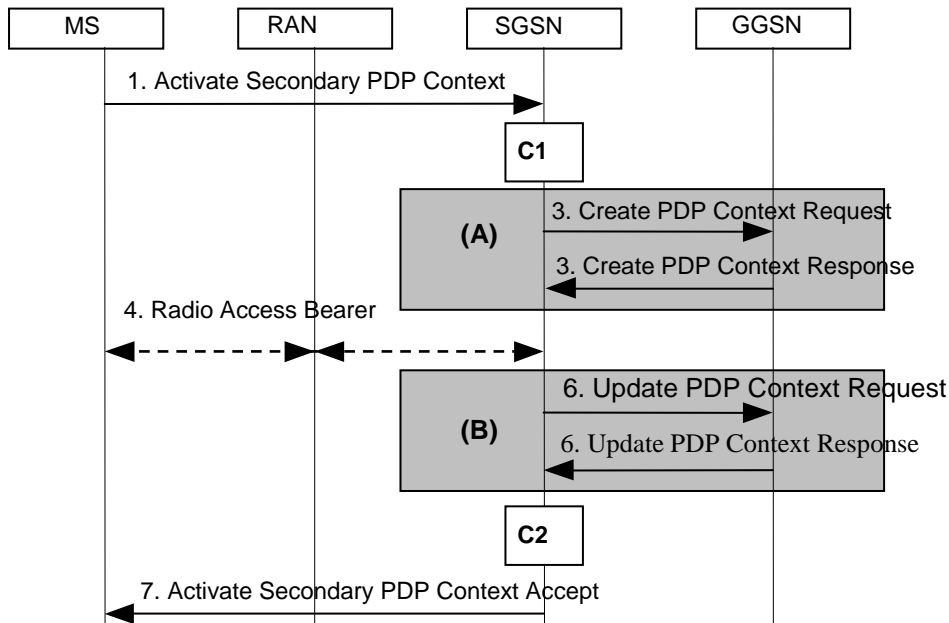 MS RAN SGSN GGSN
1. Activate Secondary PDP Context
C1
3. Create PDP Context Request
(A)
3. Create PDP Context Response
4. Radio Access Bearer
6. Update PDP Context Request
(B)
6. Update PDP Context Response
C2
7. Activate Secondary PDP Context Accept